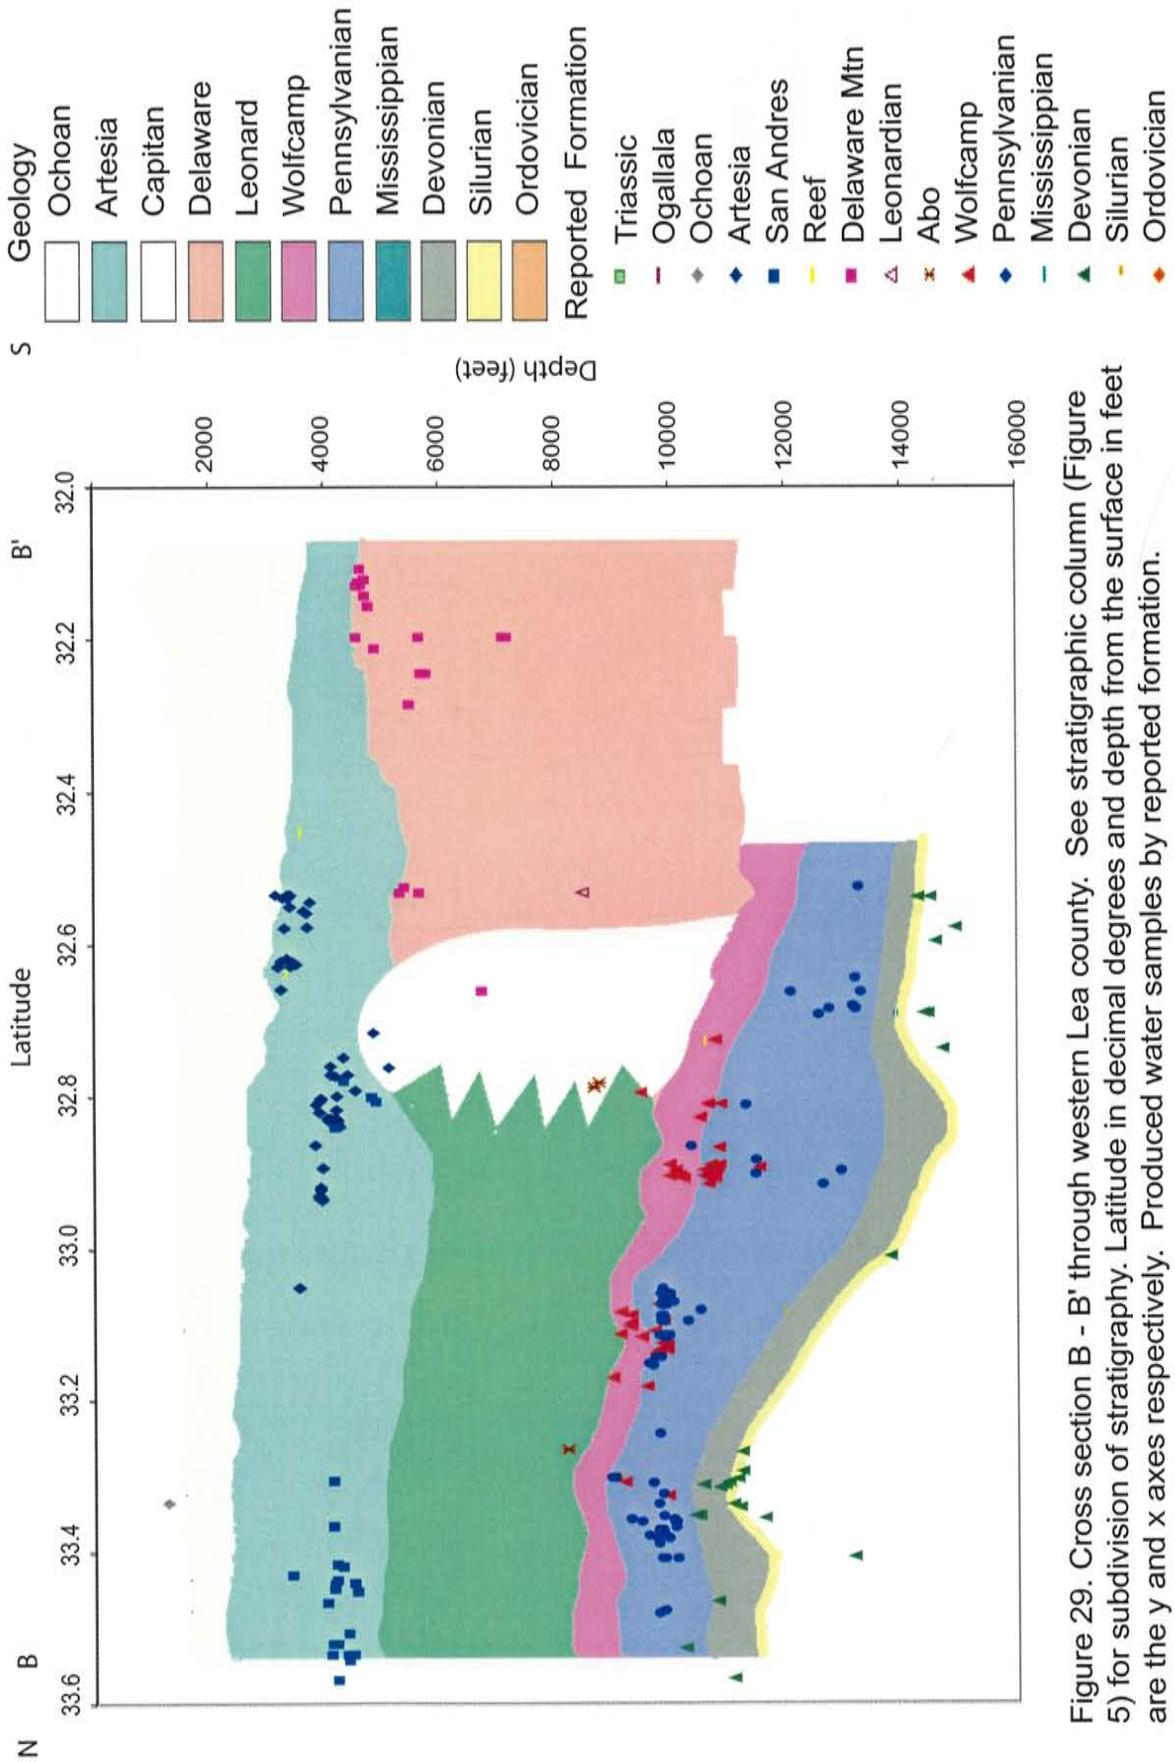 N
B
Latitude
B'
S
33.6
33.4
33.2
33.0
32.8
32.6
32.4
32.2
32.0
2000
4000
6000
8000
10000
12000
14000
16000
Depth (feet)
Geology
Ochoan
Artesia
Capitan
Delaware
Leonard
Wolfcamp
Pennsylvanian
Mississippian
Devonian
Silurian
Ordovician
Reported Formation
Triassic
Ogallala
Ochoan
Artesia
San Andres
Reef
Delaware Mtn
Leonardian
Abo
Wolfcamp
Pennsylvanian
Mississippian
Devonian
Silurian
Ordovician
Figure 29. Cross section B - B' through western Lea county. See stratigraphic column (Figure
5) for subdivision of stratigraphy. Latitude in decimal degrees and depth from the surface in feet
are the y and x axes respectively. Produced water samples by reported formation.